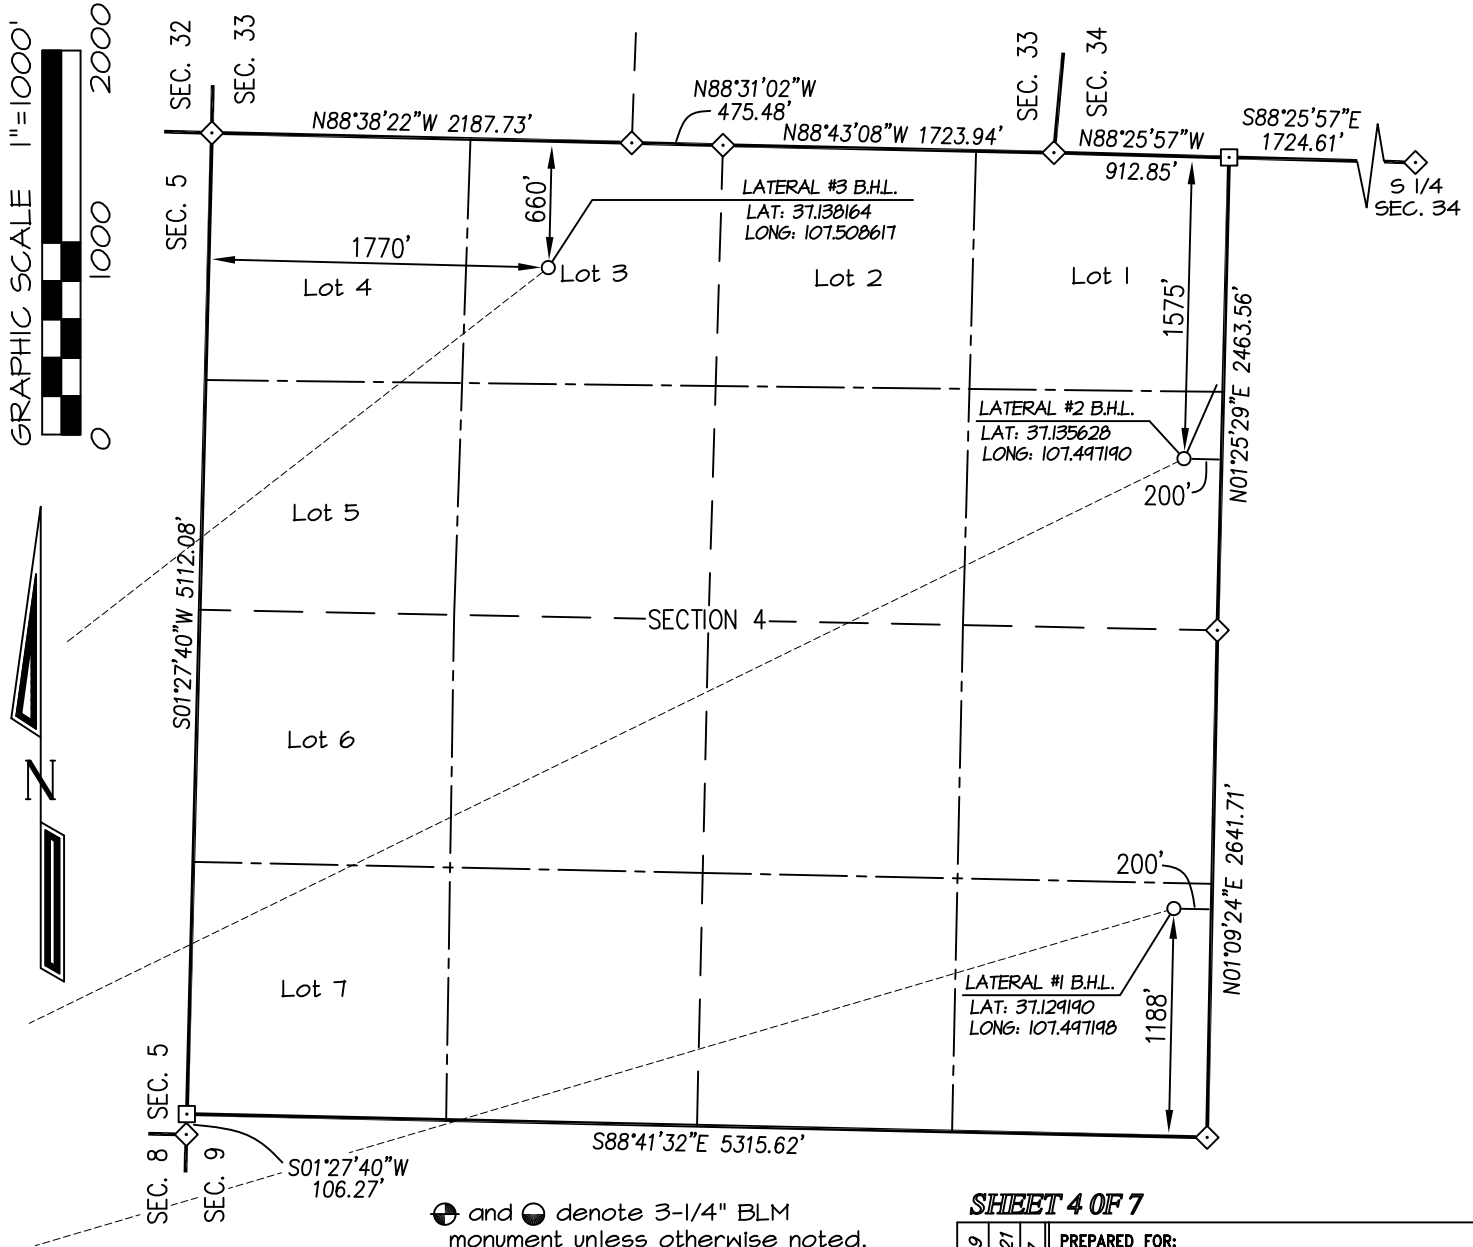 GRAPHIC SCALE 1"=1000'
0
1000
2000
SEC. 32
SEC. 33
SEC. 33
SEC. 34
N88°38'22"W 2187.73'
N88°31'02"W
475.48'
N88°43'08"W 1723.94'
N88°25'57"W
912.85'
S88°25'57"E
1724.61'
S 1/4
SEC. 34
SEC. 5
660'
LATERAL #3 B.H.L.
LAT: 37.138164
LONG: 107.508617
1770'
Lot 4
Lot 3
Lot 2
Lot 1
1575'
N01°25'29"E 2463.56'
LATERAL #2 B.H.L.
LAT: 37.135628
LONG: 107.497190
200'
Lot 5
S01°27'40"W 5112.08'
SECTION 4
Lot 6
N
200'
N01°09'24"E 2641.71'
LATERAL #1 B.H.L.
LAT: 37.129190
LONG: 107.497198
1188'
Lot 7
SEC. 5
SEC. 8
SEC. 9
S01°27'40"W
106.27'
S88°41'32"E 5315.62'
and denote 3-1/4" BLM
monument unless otherwise noted.
SHEET 4 OF 7
9
21
PREPARED FOR: